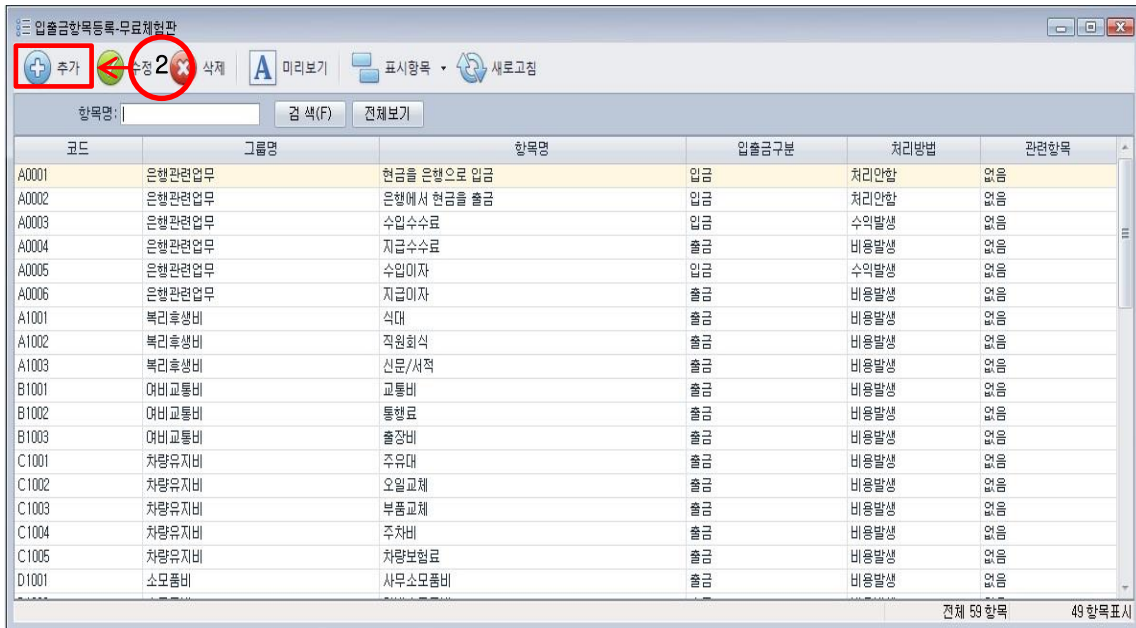 입출금항목등록-무료체험판
추가 수정 2 삭제 A 미리보기 표시항목 새로고침
항목명: 검 색(F) 전체보기
코드 그룹명 항목명 입출금구분 처리방법 관련항목
A0001 은행관련업무 현금을 은행으로 입금 입금 처리안함 없음
A0002 은행관련업무 은행에서 현금을 출금 입금 처리안함 없음
A0003 은행관련업무 수입수수료 입금 수익발생 없음
A0004 은행관련업무 지급수수료 출금 비용발생 없음
A0005 은행관련업무 수입이자 입금 수익발생 없음
A0006 은행관련업무 지급이자 출금 비용발생 없음
A1001 복리후생비 식대 출금 비용발생 없음
A1002 복리후생비 직원회식 출금 비용발생 없음
A1003 복리후생비 신문/서적 출금 비용발생 없음
B1001 여비교통비 교통비 출금 비용발생 없음
B1002 여비교통비 통행료 출금 비용발생 없음
B1003 여비교통비 출장비 출금 비용발생 없음
C1001 차량유지비 주유대 출금 비용발생 없음
C1002 차량유지비 오일교체 출금 비용발생 없음
C1003 차량유지비 부품교체 출금 비용발생 없음
C1004 차량유지비 주차비 출금 비용발생 없음
C1005 차량유지비 차량보험료 출금 비용발생 없음
D1001 소모품비 사무소모품비 출금 비용발생 없음
전체 59 항목 49 항목표시